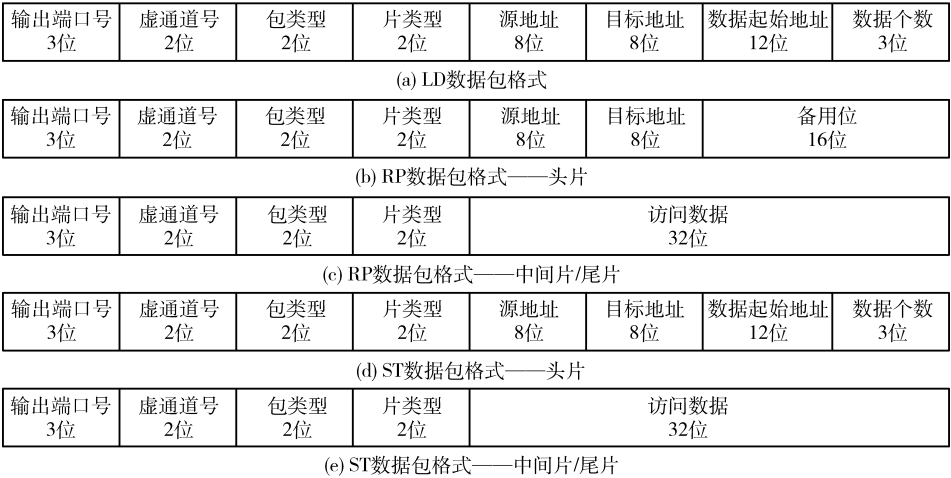 输出端口号 虚通道号 包类型 片类型 源地址 目标地址 数据起始地址 数据个数
3位 2位 2位 2位 8位 8位 12位 3位
(a) LD数据包格式
输出端口号 虚通道号 包类型 片类型 源地址 目标地址 备用位
3位 2位 2位 2位 8位 8位 16位
(b) RP数据包格式——头片
输出端口号 虚通道号 包类型 片类型 访问数据
3位 2位 2位 2位 32位
(c) RP数据包格式——中间片/尾片
输出端口号 虚通道号 包类型 片类型 源地址 目标地址 数据起始地址 数据个数
3位 2位 2位 2位 8位 8位 12位 3位
(d) ST数据包格式——头片
输出端口号 虚通道号 包类型 片类型 访问数据
3位 2位 2位 2位 32位
(e) ST数据包格式——中间片/尾片